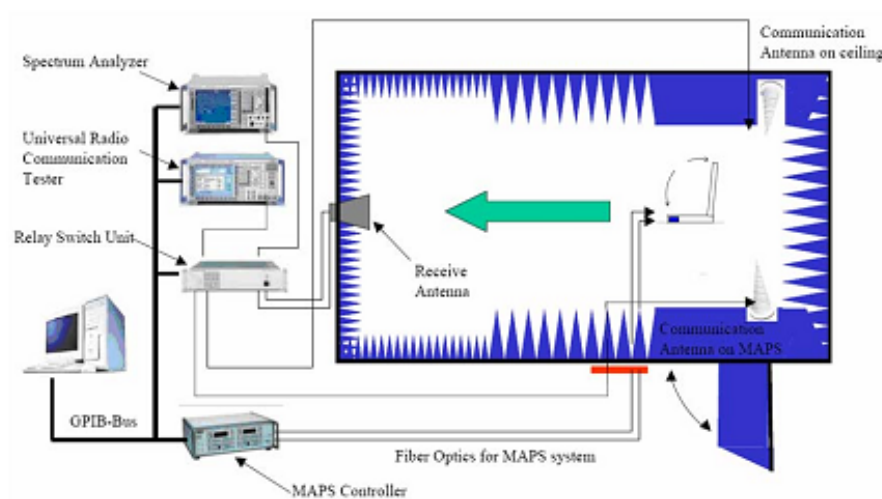 Communication
Antenna on ceiling
Spectrum Analyzer
Universal Radio
Communication
Tester
Relay Switch Unit
Receive
Antenna
Communication
Antenna on MAPS
GPIB-Bus
Fiber Optics for MAPS system
MAPS Controller